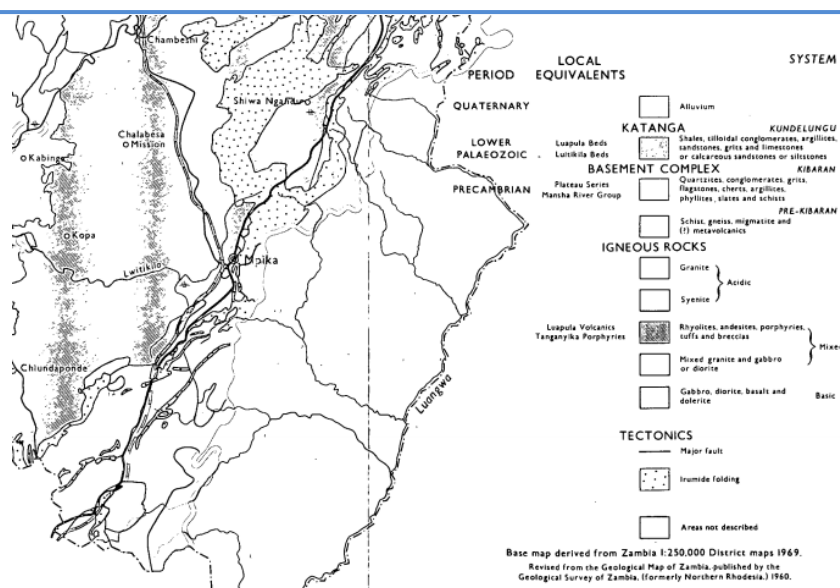 Chambeshi
Shiwa Ngandu
Chalabesa
Mission
Kabinga
Kopa
Mpika
Lwitikila
Chiundaponde
Luangwa
PERIOD
LOCAL
EQUIVALENTS
SYSTEM
QUATERNARY
Alluvium
KATANGA
KUNDELUNGU
LOWER
PALAEOZOIC
Luapula Beds
Luitikila Beds
Shales, tilloidal conglomerates, argillites,
sandstones, grits and limestones
or calcareous sandstones or siltstones
BASEMENT COMPLEX
KIBARAN
PRECAMBRIAN
Plateau Series
Mansha River Group
Quartzites, conglomerates, grits,
flagstones, cherts, argillites,
phyllites, slates and schists
PRE-KIBARAN
Schist, gneiss, migmatite and
(?) metavolcanics
IGNEOUS ROCKS
Granite
Acidic
Syenite
Luapula Volcanics
Tanganyika Porphyries
Rhyolites, andesites, porphyries,
tuffs and breccias
Mixed
Mixed granite and gabbro
or diorite
Gabbro, diorite, basalt and
dolerite
Basic
TECTONICS
Major fault
Irumide folding
Areas not described
Base map derived from Zambia 1:250,000 District maps 1969.
Revised from the Geological Map of Zambia, published by the
Geological Survey of Zambia, (formerly Northern Rhodesia,) 1960.